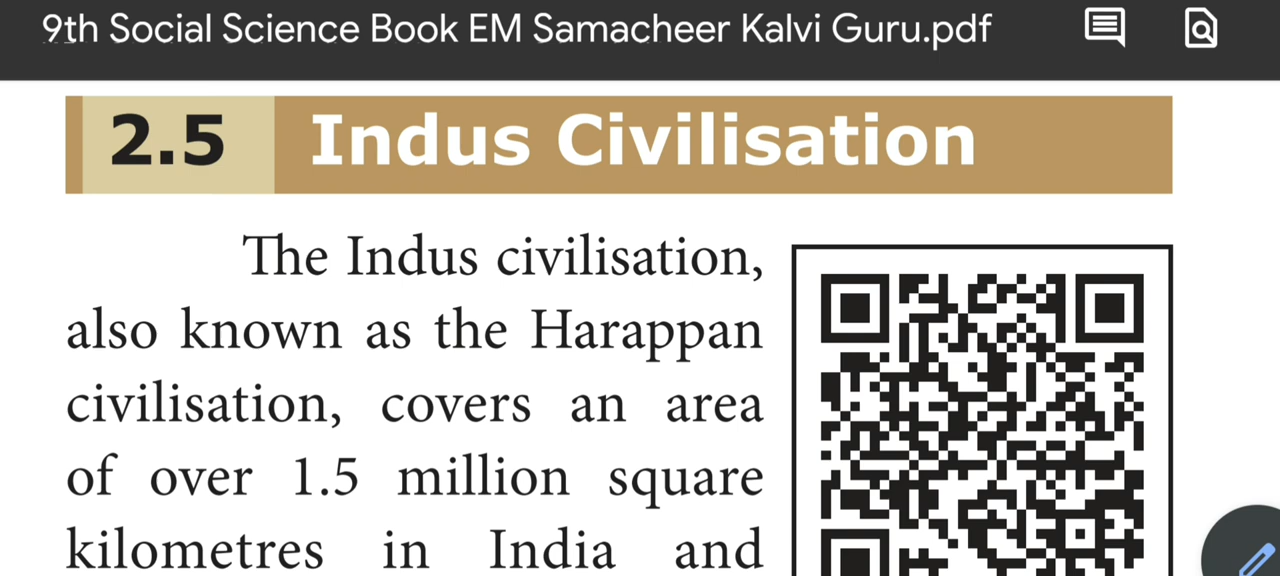 9th Social Science Book EM Samacheer Kalvi Guru.pdf
2.5 Indus Civilisation
The Indus civilisation,
also known as the Harappan
civilisation, covers an area
of over 1.5 million square
kilometres in India and